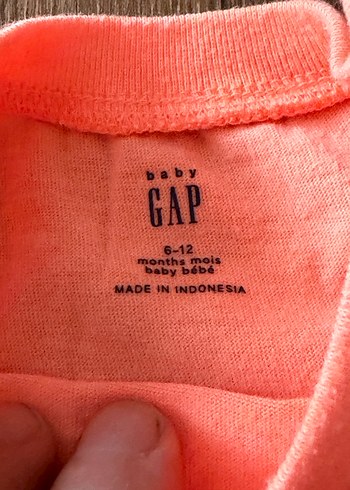 baby
GAP
6-12
months mois
baby bébé
MADE IN INDONESIA